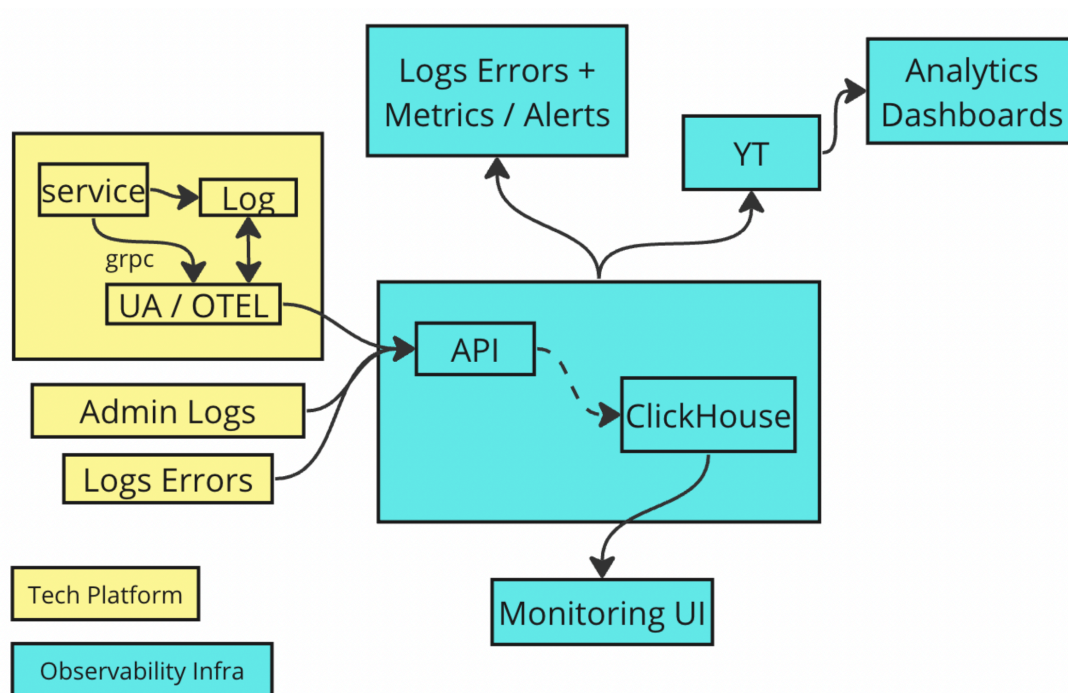 Logs Errors +
Metrics / Alerts
Analytics
Dashboards
YT
service
Log
grpc
UA / OTEL
API
ClickHouse
Admin Logs
Logs Errors
Monitoring UI
Tech Platform
Observability Infra